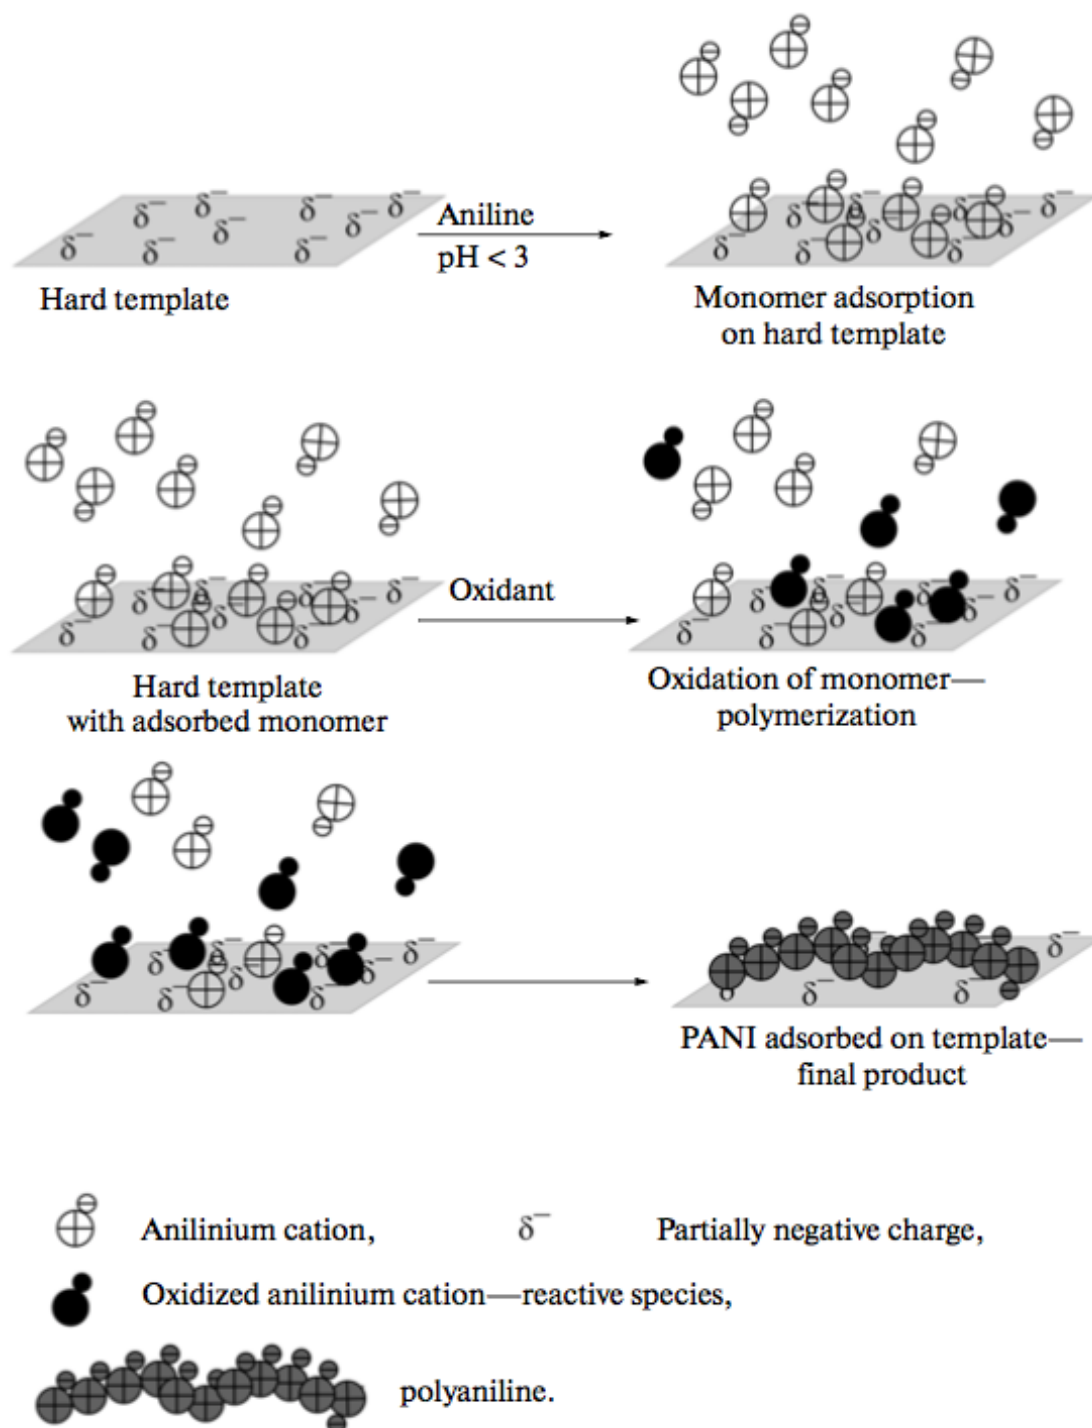 δ⁻ δ⁻ δ⁻ δ⁻ δ⁻ δ⁻ δ⁻ δ⁻ δ⁻
Hard template
Aniline
pH < 3
δ⁻ δ⁻ δ⁻ δ⁻ δ⁻ δ⁻ δ⁻ δ⁻
Monomer adsorption
on hard template
δ⁻ δ⁻ δ⁻ δ⁻ δ⁻ δ⁻ δ⁻
Hard template
with adsorbed monomer
Oxidant
δ⁻ δ⁻ δ⁻ δ⁻ δ⁻ δ⁻ δ⁻
Oxidation of monomer—
polymerization
δ⁻ δ⁻ δ⁻ δ⁻ δ⁻ δ⁻ δ⁻ δ⁻ δ⁻
δ⁻ δ⁻ δ⁻
PANI adsorbed on template—
final product
Anilinium cation,
δ⁻
Partially negative charge,
Oxidized anilinium cation—reactive species,
polyaniline.